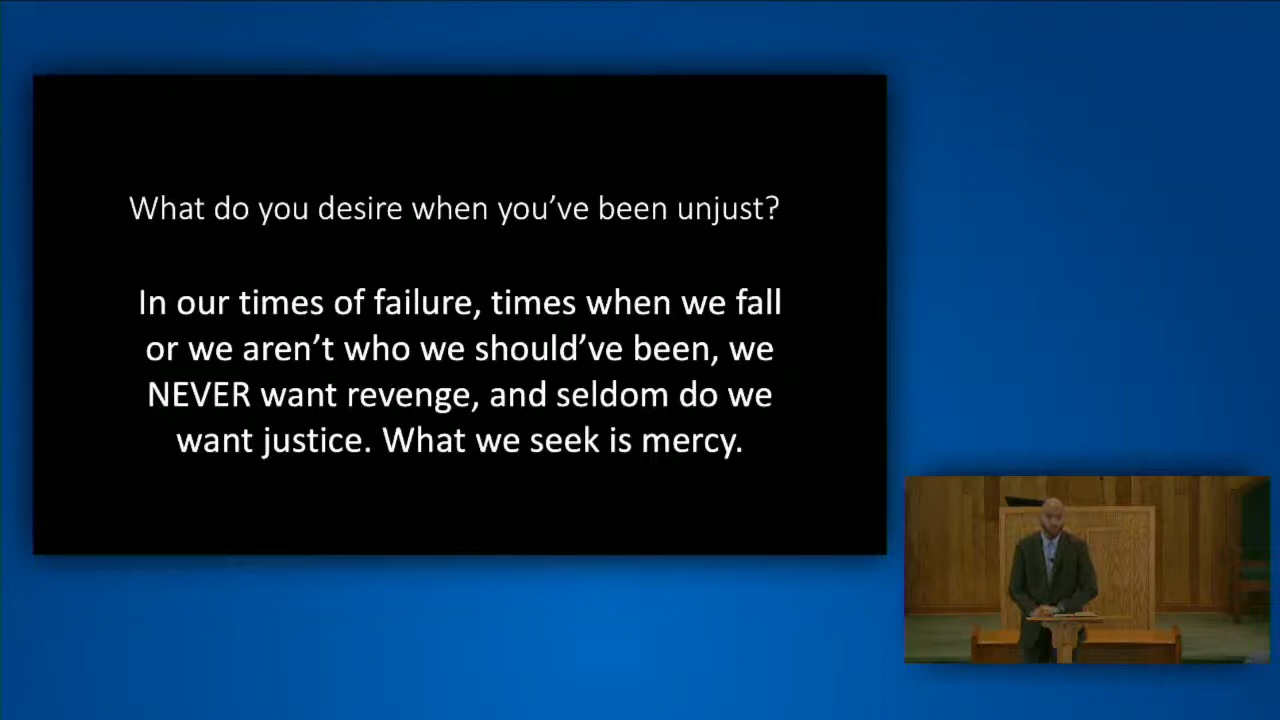 What do you desire when you’ve been unjust?
In our times of failure, times when we fall
or we aren’t who we should’ve been, we
NEVER want revenge, and seldom do we
want justice. What we seek is mercy.